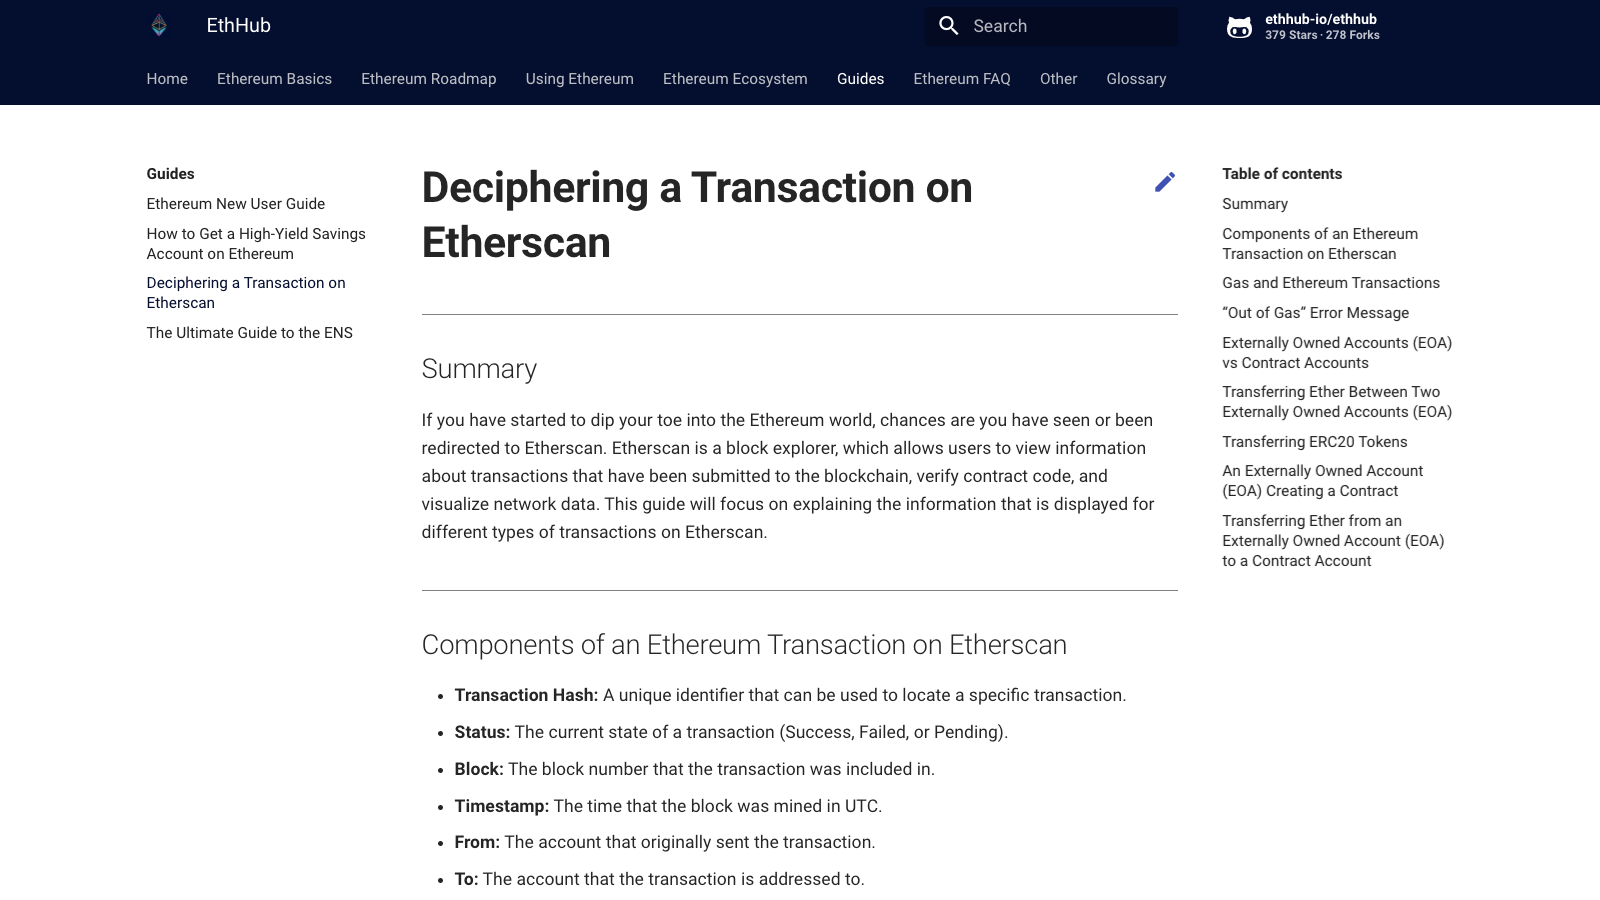 EthHub
Search
ethhub-io/ethhub
379 Stars · 278 Forks
Home
Ethereum Basics
Ethereum Roadmap
Using Ethereum
Ethereum Ecosystem
Guides
Ethereum FAQ
Other
Glossary
Guides
Ethereum New User Guide
How to Get a High-Yield Savings
Account on Ethereum
Deciphering a Transaction on
Etherscan
The Ultimate Guide to the ENS
Deciphering a Transaction on
Etherscan
Summary
If you have started to dip your toe into the Ethereum world, chances are you have seen or been
redirected to Etherscan. Etherscan is a block explorer, which allows users to view information
about transactions that have been submitted to the blockchain, verify contract code, and
visualize network data. This guide will focus on explaining the information that is displayed for
different types of transactions on Etherscan.
Components of an Ethereum Transaction on Etherscan
• Transaction Hash: A unique identifier that can be used to locate a specific transaction.
• Status: The current state of a transaction (Success, Failed, or Pending).
• Block: The block number that the transaction was included in.
• Timestamp: The time that the block was mined in UTC.
• From: The account that originally sent the transaction.
• To: The account that the transaction is addressed to.
Table of contents
Summary
Components of an Ethereum
Transaction on Etherscan
Gas and Ethereum Transactions
“Out of Gas” Error Message
Externally Owned Accounts (EOA)
vs Contract Accounts
Transferring Ether Between Two
Externally Owned Accounts (EOA)
Transferring ERC20 Tokens
An Externally Owned Account
(EOA) Creating a Contract
Transferring Ether from an
Externally Owned Account (EOA)
to a Contract Account